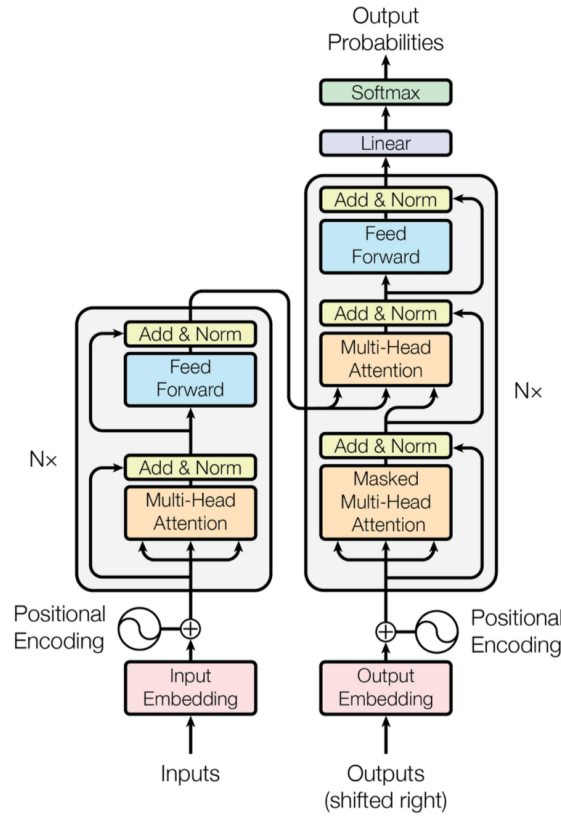 Output
Probabilities
Softmax
Linear
Add & Norm
Feed
Forward
Add & Norm
Multi-Head
Attention
Add & Norm
Masked
Multi-Head
Attention
N×
Add & Norm
Feed
Forward
Add & Norm
Multi-Head
Attention
N×
Positional
Encoding
Positional
Encoding
Input
Embedding
Output
Embedding
Inputs
Outputs
(shifted right)